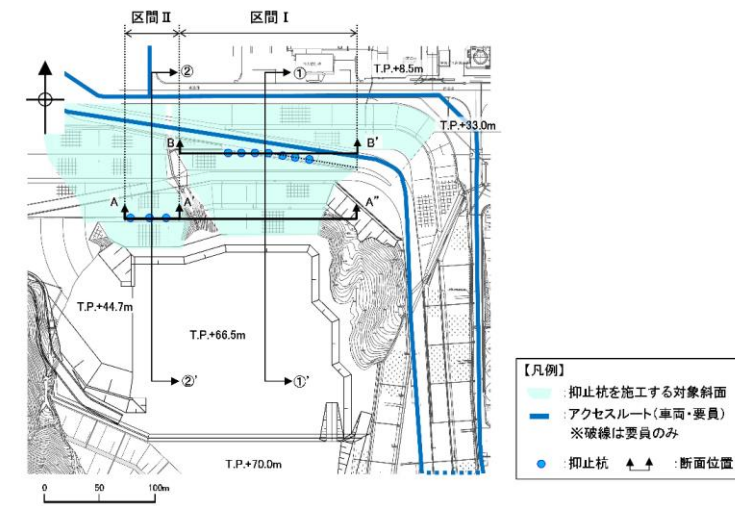 区間Ⅱ 区間Ⅰ
② ①
T.P.+8.5m
T.P.+33.0m
B B'
A A' A"
T.P.+44.7m
T.P.+66.5m
②' ①'
T.P.+70.0m
0 50 100m
【凡例】
:抑止杭を施工する対象斜面
:アクセスルート(車両・要員)
※破線は要員のみ
:抑止杭 :断面位置